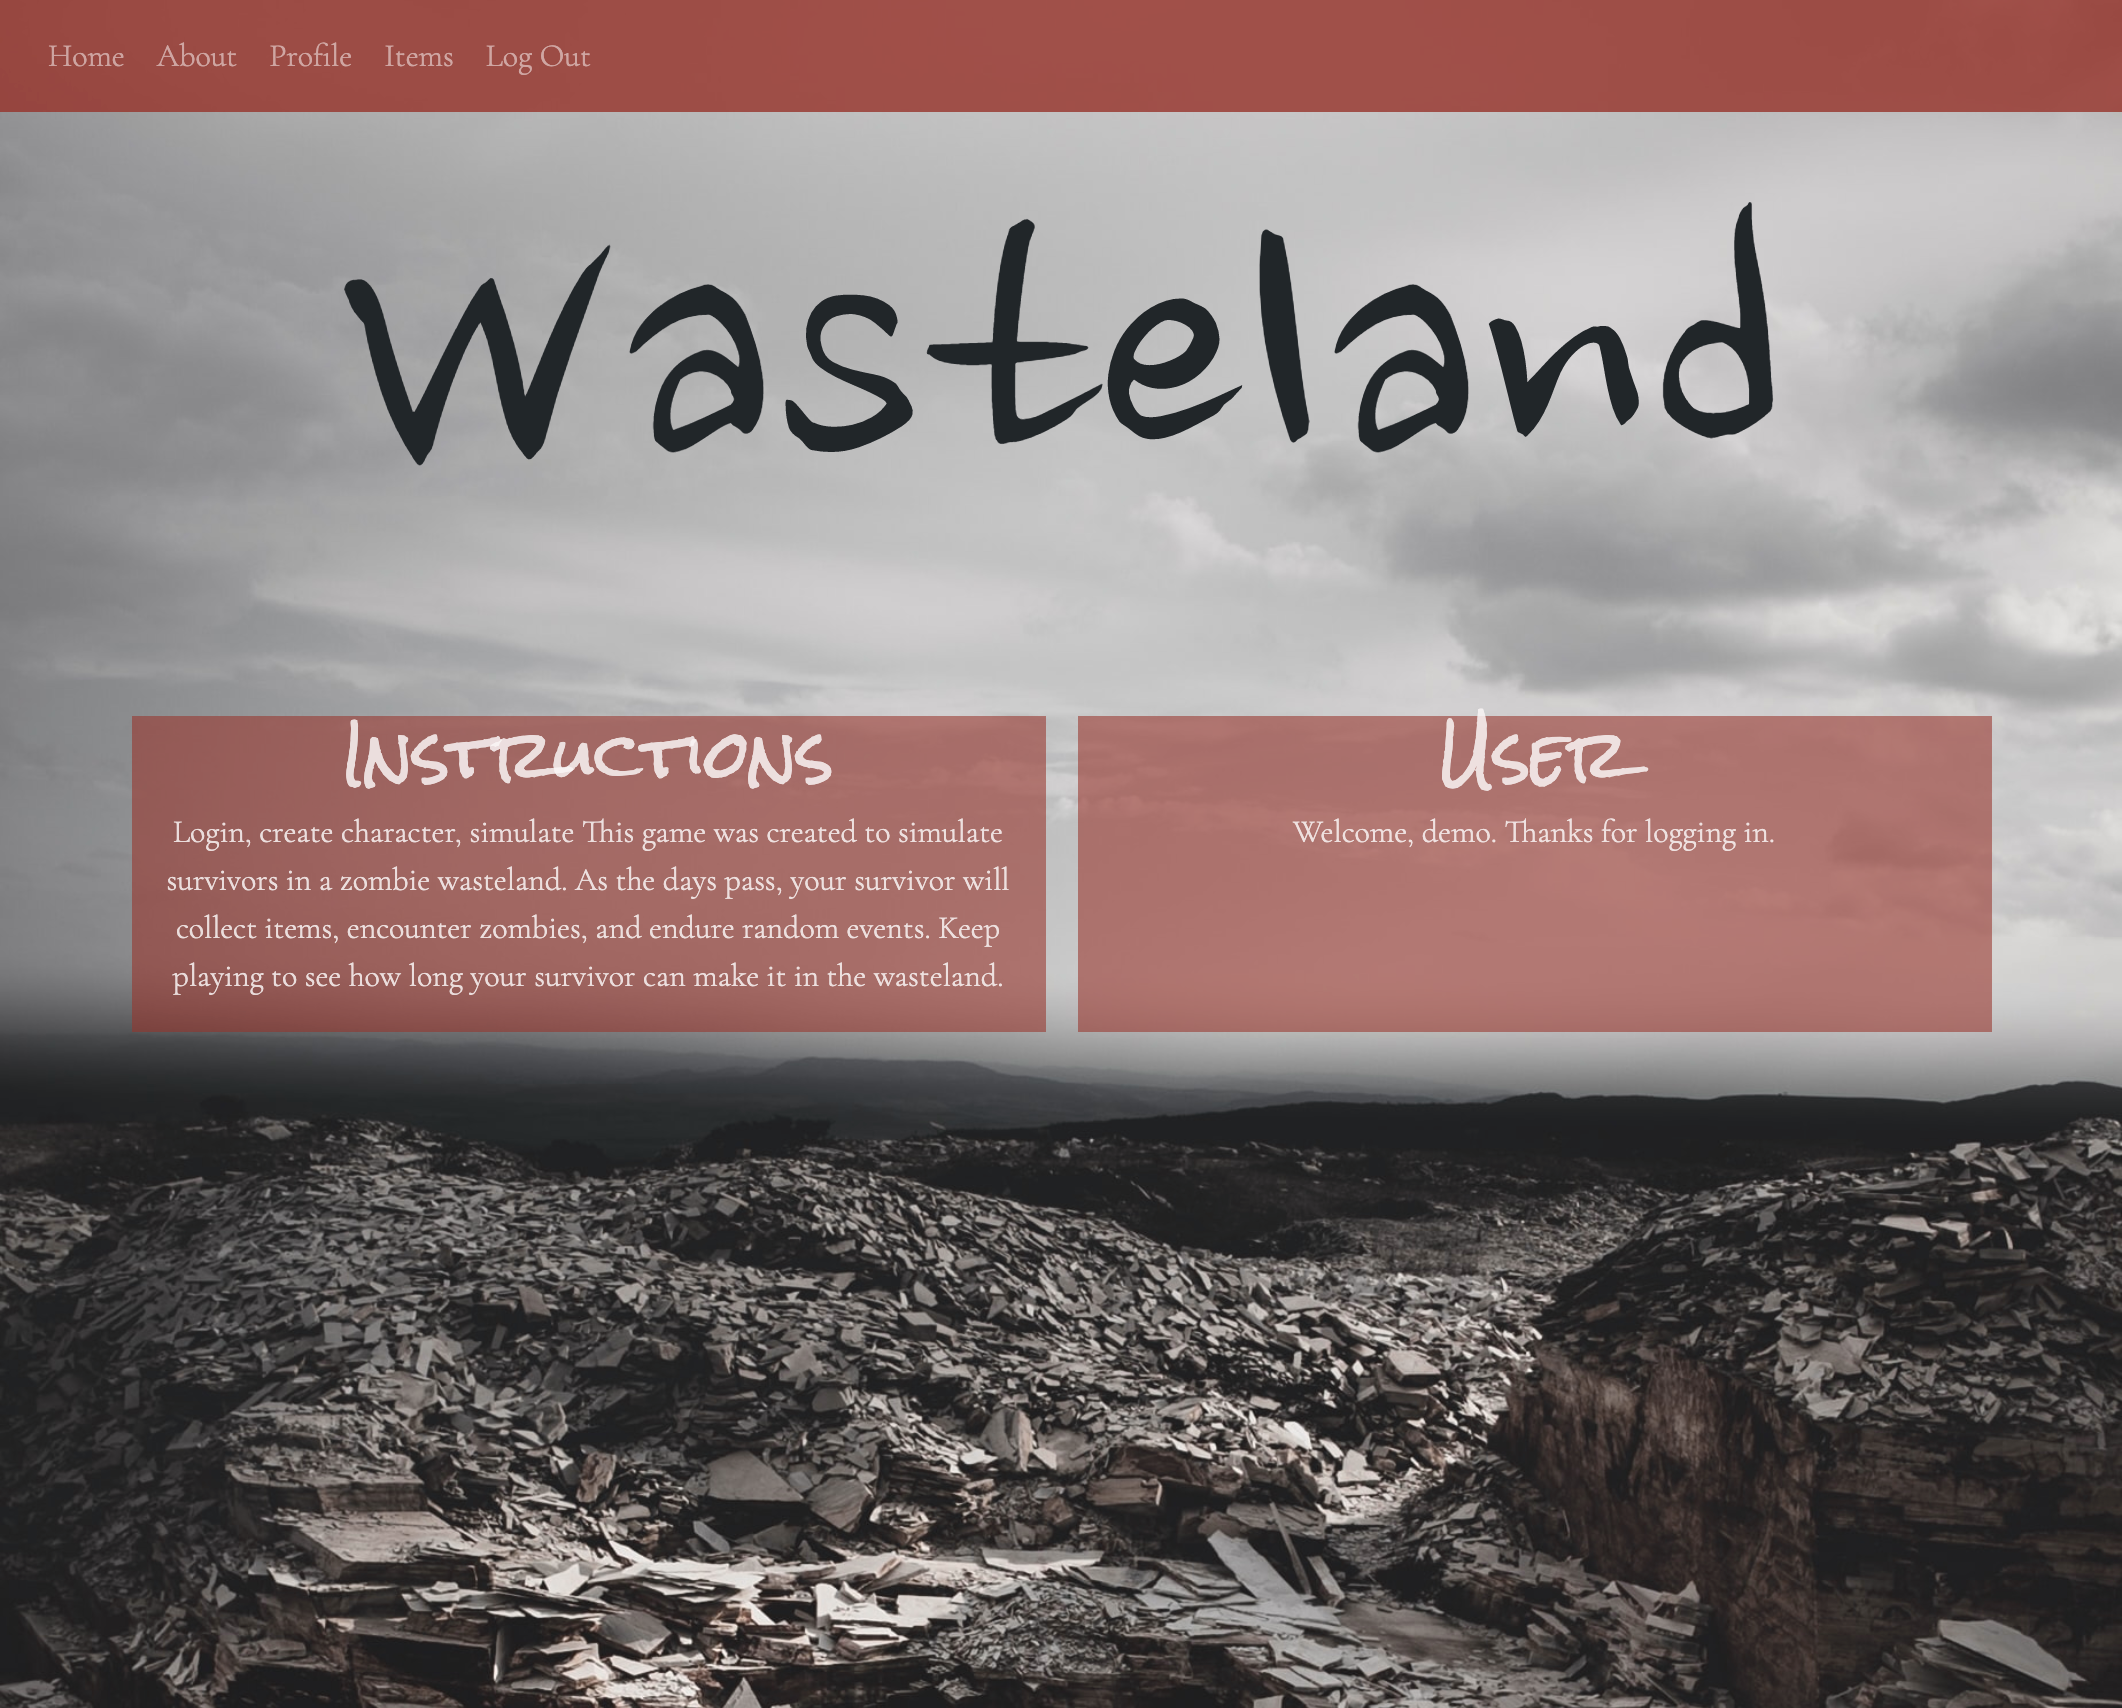 Home About Profile Items Log Out
Wasteland
Instructions
Login, create character, simulate This game was created to simulate
survivors in a zombie wasteland. As the days pass, your survivor will
collect items, encounter zombies, and endure random events. Keep
playing to see how long your survivor can make it in the wasteland.
User
Welcome, demo. Thanks for logging in.